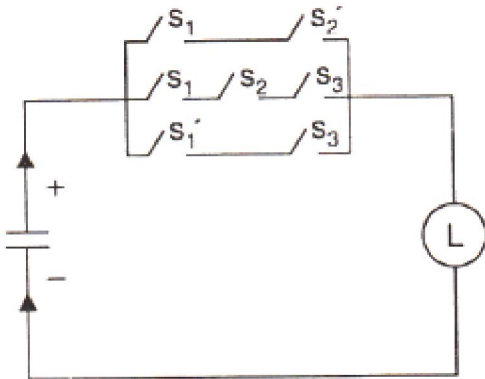 S₁ S₂′
S₁ S₂ S₃
S₁′ S₃
+
L
−